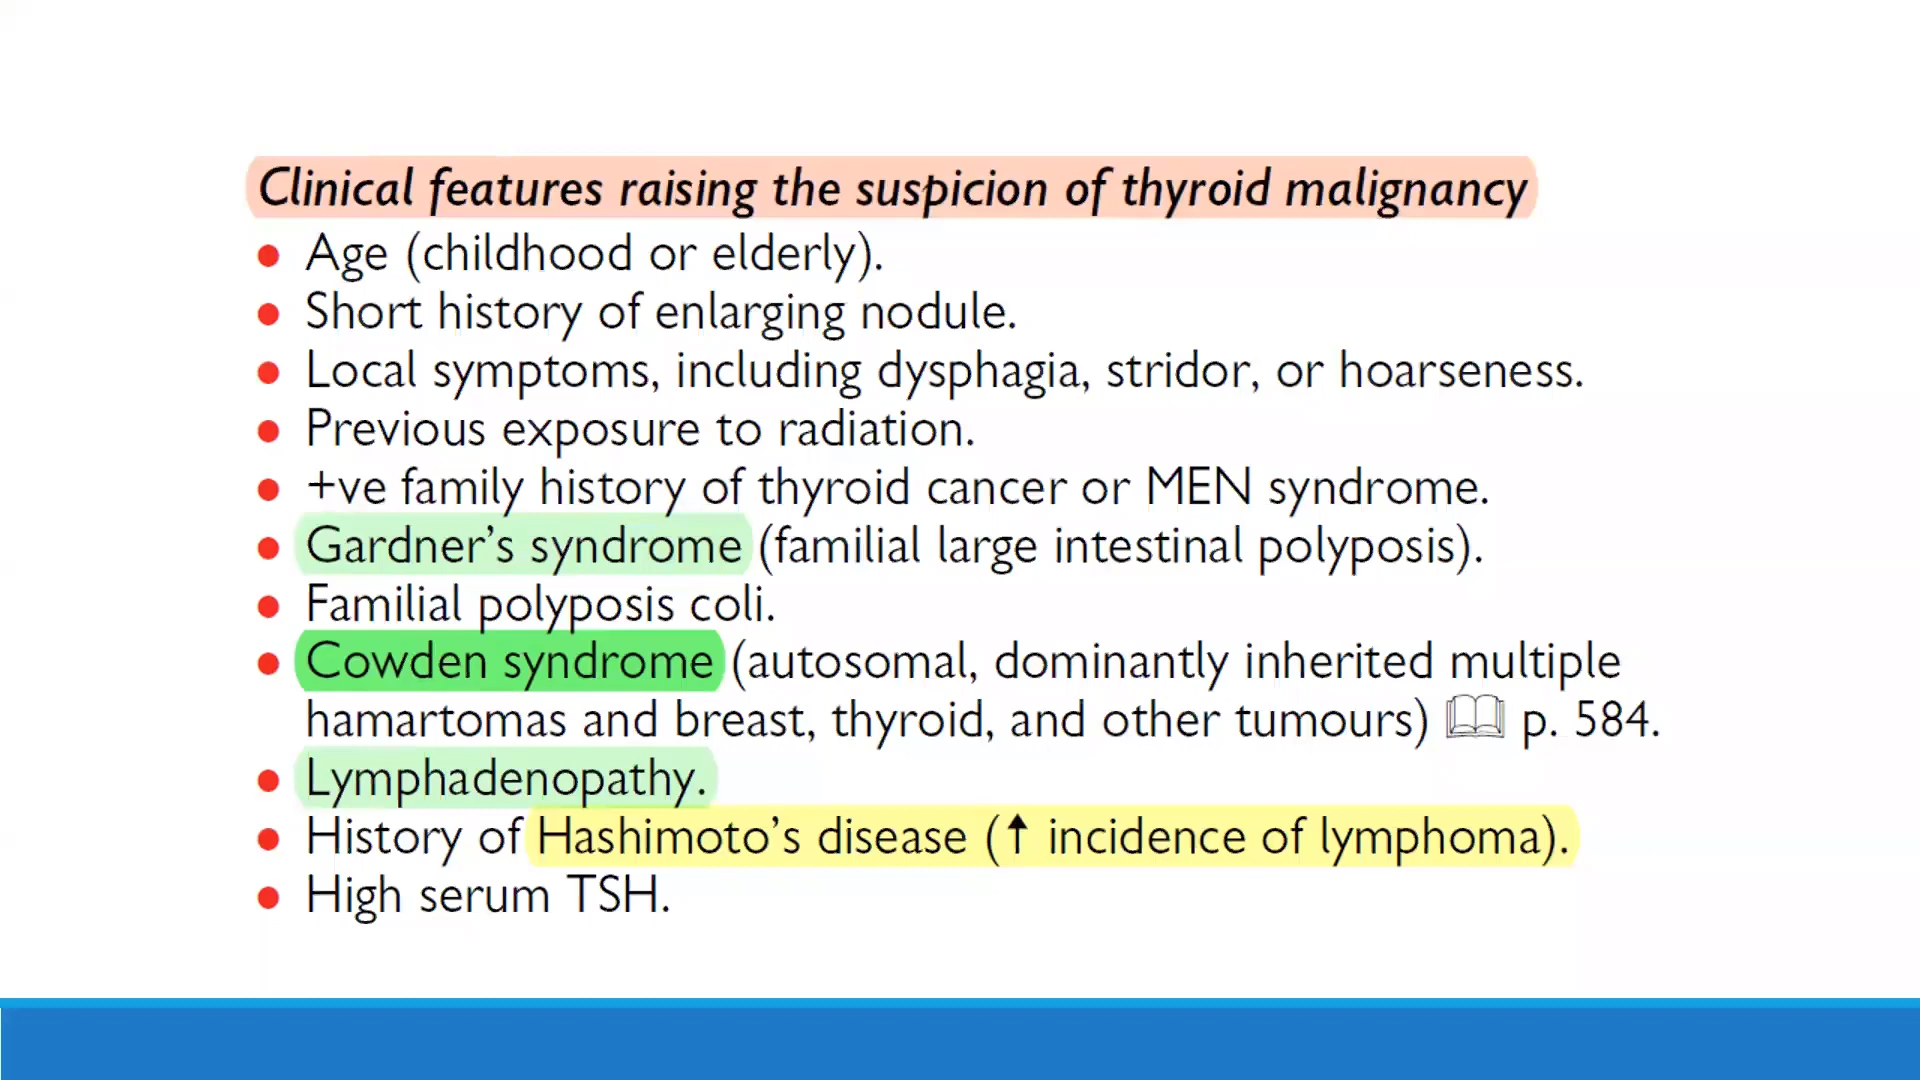 Clinical features raising the suspicion of thyroid malignancy
● Age (childhood or elderly).
● Short history of enlarging nodule.
● Local symptoms, including dysphagia, stridor, or hoarseness.
● Previous exposure to radiation.
● +ve family history of thyroid cancer or MEN syndrome.
● Gardner’s syndrome (familial large intestinal polyposis).
● Familial polyposis coli.
● Cowden syndrome (autosomal, dominantly inherited multiple
hamartomas and breast, thyroid, and other tumours) 📖 p. 584.
● Lymphadenopathy.
● History of Hashimoto’s disease (↑ incidence of lymphoma).
● High serum TSH.